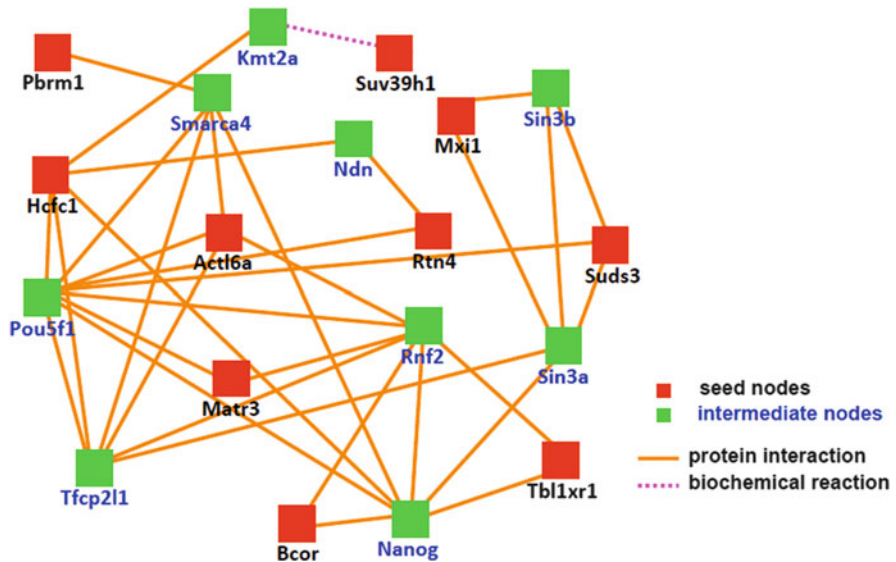 Kmt2a
Pbrm1
Suv39h1
Smarca4
Sin3b
Mxi1
Ndn
Hcfc1
Actl6a
Rtn4
Suds3
Pou5f1
Rnf2
Sin3a
Matr3
seed nodes
intermediate nodes
protein interaction
biochemical reaction
Tfcp2l1
Tbl1xr1
Bcor
Nanog